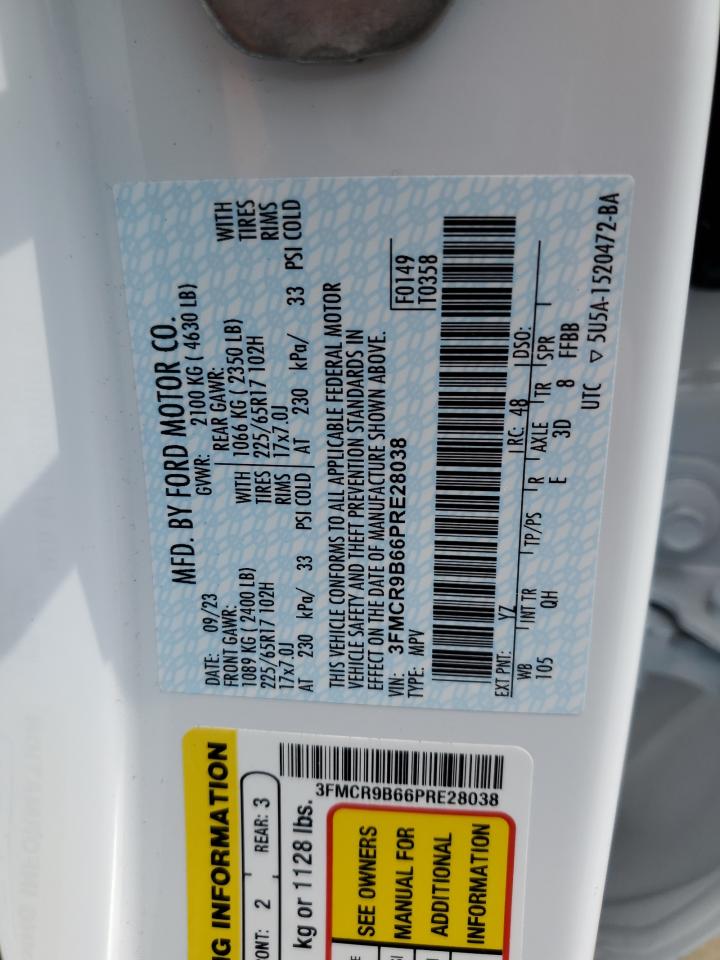 MFD. BY FORD MOTOR CO.
DATE: 09/23 GVWR: 2100 KG ( 4630 LB)
FRONT GAWR: REAR GAWR: WITH
1089 KG ( 2400 LB) 1066 KG ( 2350 LB) TIRES
225/65R17 102H TIRES 225/65R17 102H RIMS
17x7.0J RIMS 17x7.0J
AT 230 kPa/ 33 PSI COLD AT 230 kPa/ 33 PSI COLD
THIS VEHICLE CONFORMS TO ALL APPLICABLE FEDERAL MOTOR
VEHICLE SAFETY AND THEFT PREVENTION STANDARDS IN
EFFECT ON THE DATE OF MANUFACTURE SHOWN ABOVE.
VIN: 3FMCR9B66PRE28038
TYPE: MPV
F0149
T0358
EXT PNT: YZ RC: 48 DSO:
WB INT TR TP/PS R AXLE TR SPR
105 QH E 3D 8 FFBB
UTC ▽ 5U5A-1520472-BA
NG INFORMATION
ONT: 2 REAR: 3
kg or 1128 lbs.
3FMCR9B66PRE28038
SEE OWNERS
MANUAL FOR
ADDITIONAL
INFORMATION